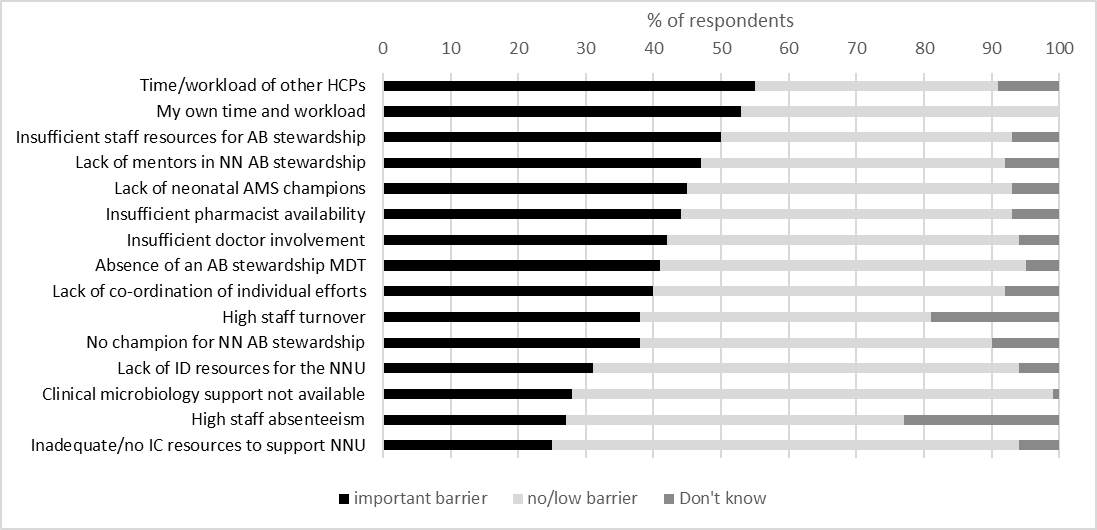 % of respondents
0 10 20 30 40 50 60 70 80 90 100
Time/workload of other HCPs
My own time and workload
Insufficient staff resources for AB stewardship
Lack of mentors in NN AB stewardship
Lack of neonatal AMS champions
Insufficient pharmacist availability
Insufficient doctor involvement
Absence of an AB stewardship MDT
Lack of co-ordination of individual efforts
High staff turnover
No champion for NN AB stewardship
Lack of ID resources for the NNU
Clinical microbiology support not available
High staff absenteeism
Inadequate/no IC resources to support NNU
important barrier no/low barrier Don't know